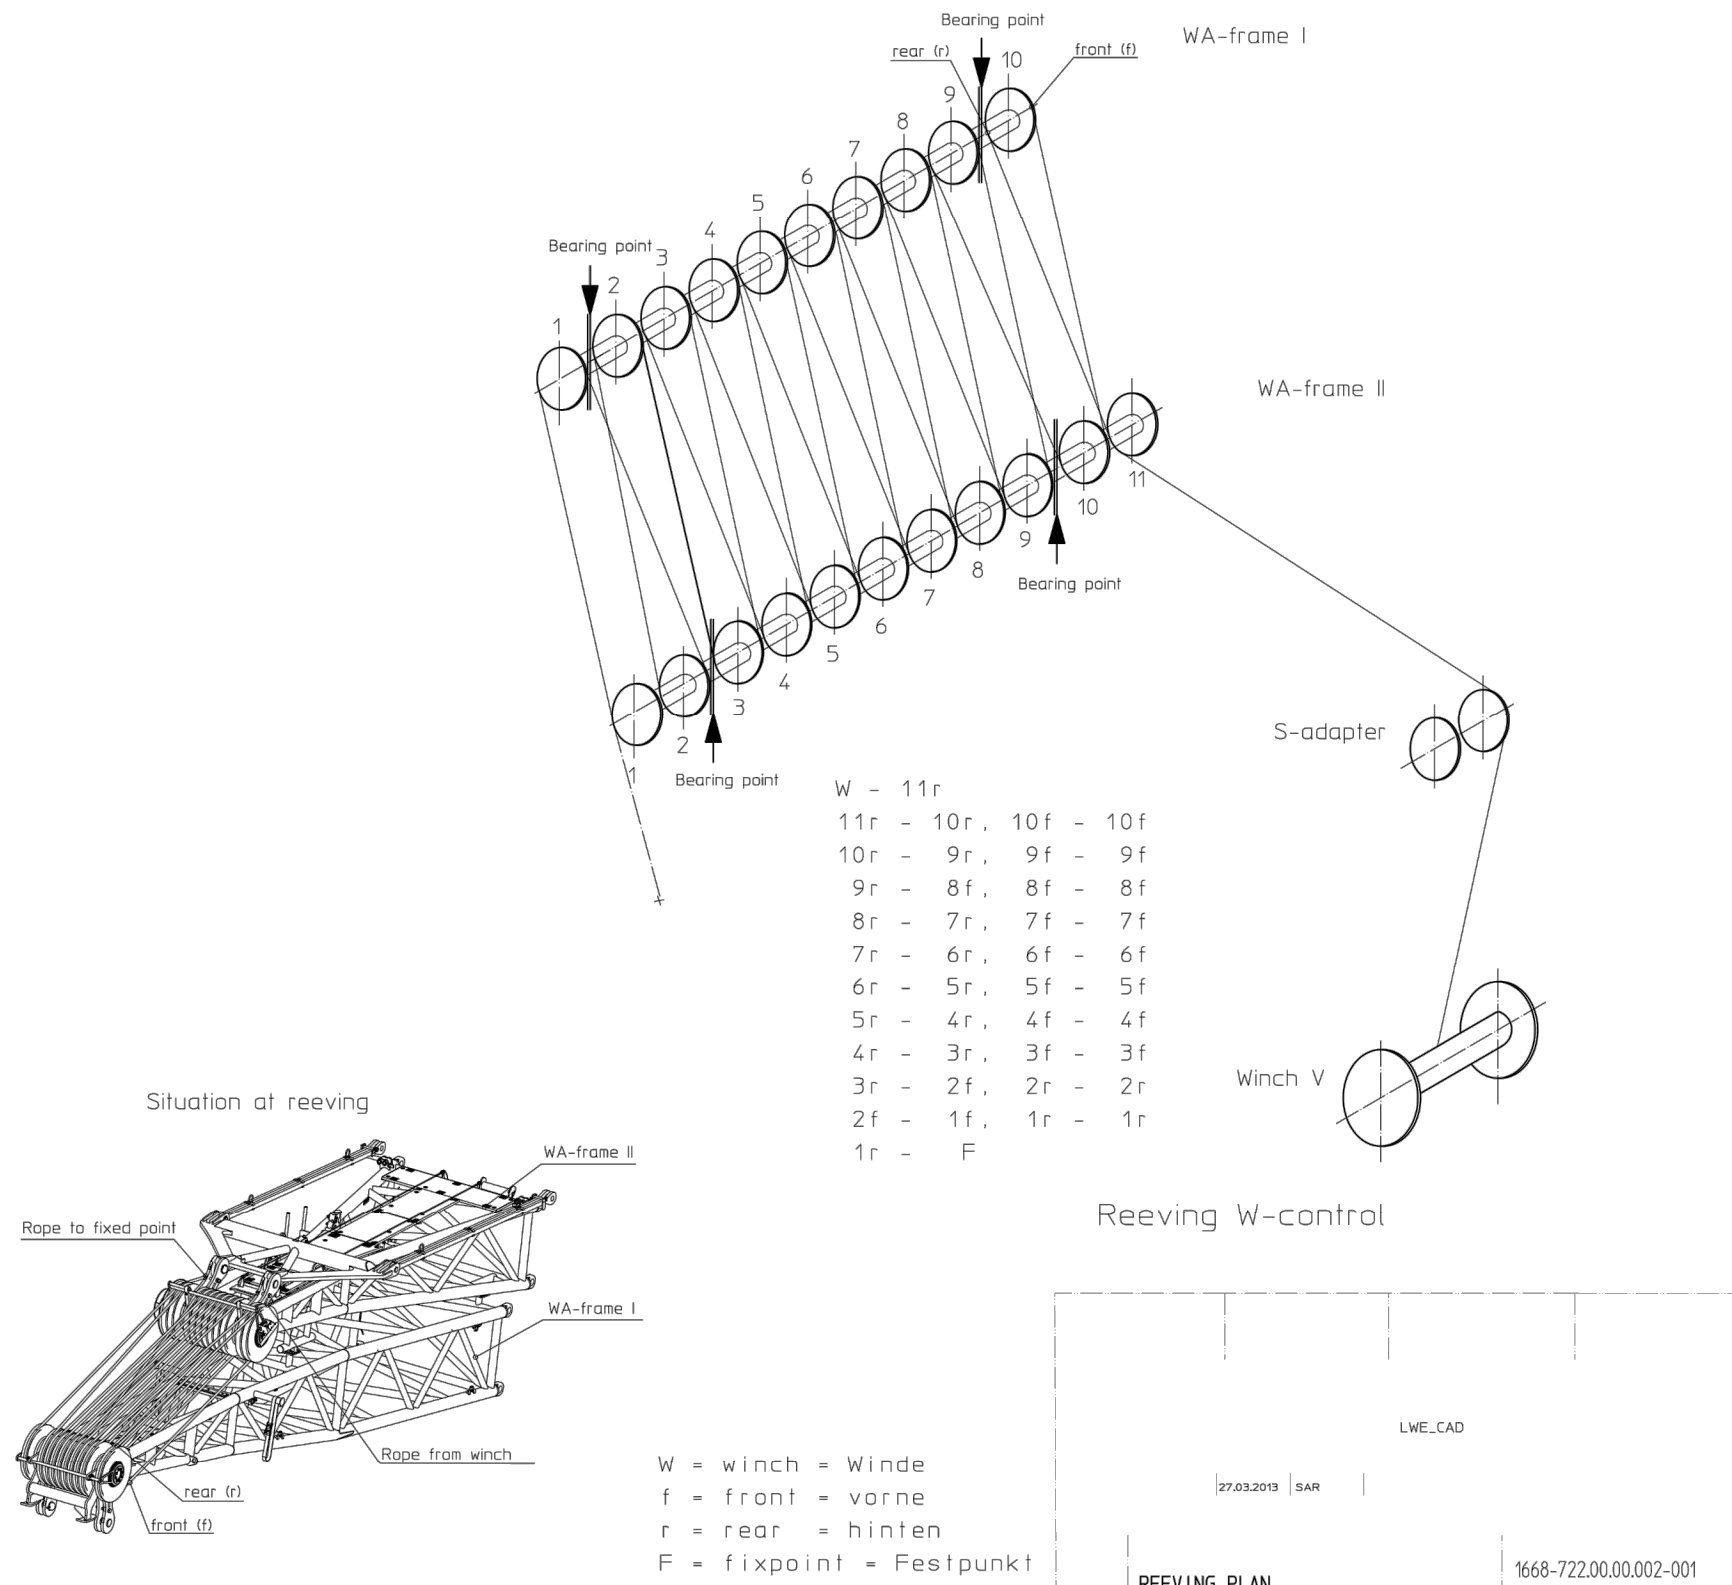 Bearing point
WA-frame I
rear (r)
front (f)
10
9
8
7
6
5
4
Bearing point
3
2
1
WA-frame II
11
10
9
Bearing point
8
7
6
5
4
3
2
1
Bearing point
S-adapter
Winch V
W - 11r
11r - 10r, 10f - 10f
10r - 9r, 9f - 9f
9r - 8f, 8f - 8f
8r - 7r, 7f - 7f
7r - 6r, 6f - 6f
6r - 5r, 5f - 5f
5r - 4r, 4f - 4f
4r - 3r, 3f - 3f
3r - 2f, 2r - 2r
2f - 1f, 1r - 1r
1r - F
Reeving W-control
Situation at reeving
WA-frame II
Rope to fixed point
WA-frame I
Rope from winch
rear (r)
front (f)
W = winch = Winde
f = front = vorne
r = rear = hinten
F = fixpoint = Festpunkt
LWE_CAD
27.03.2013 SAR
REEVING PLAN
1668-722.00.00.002-001